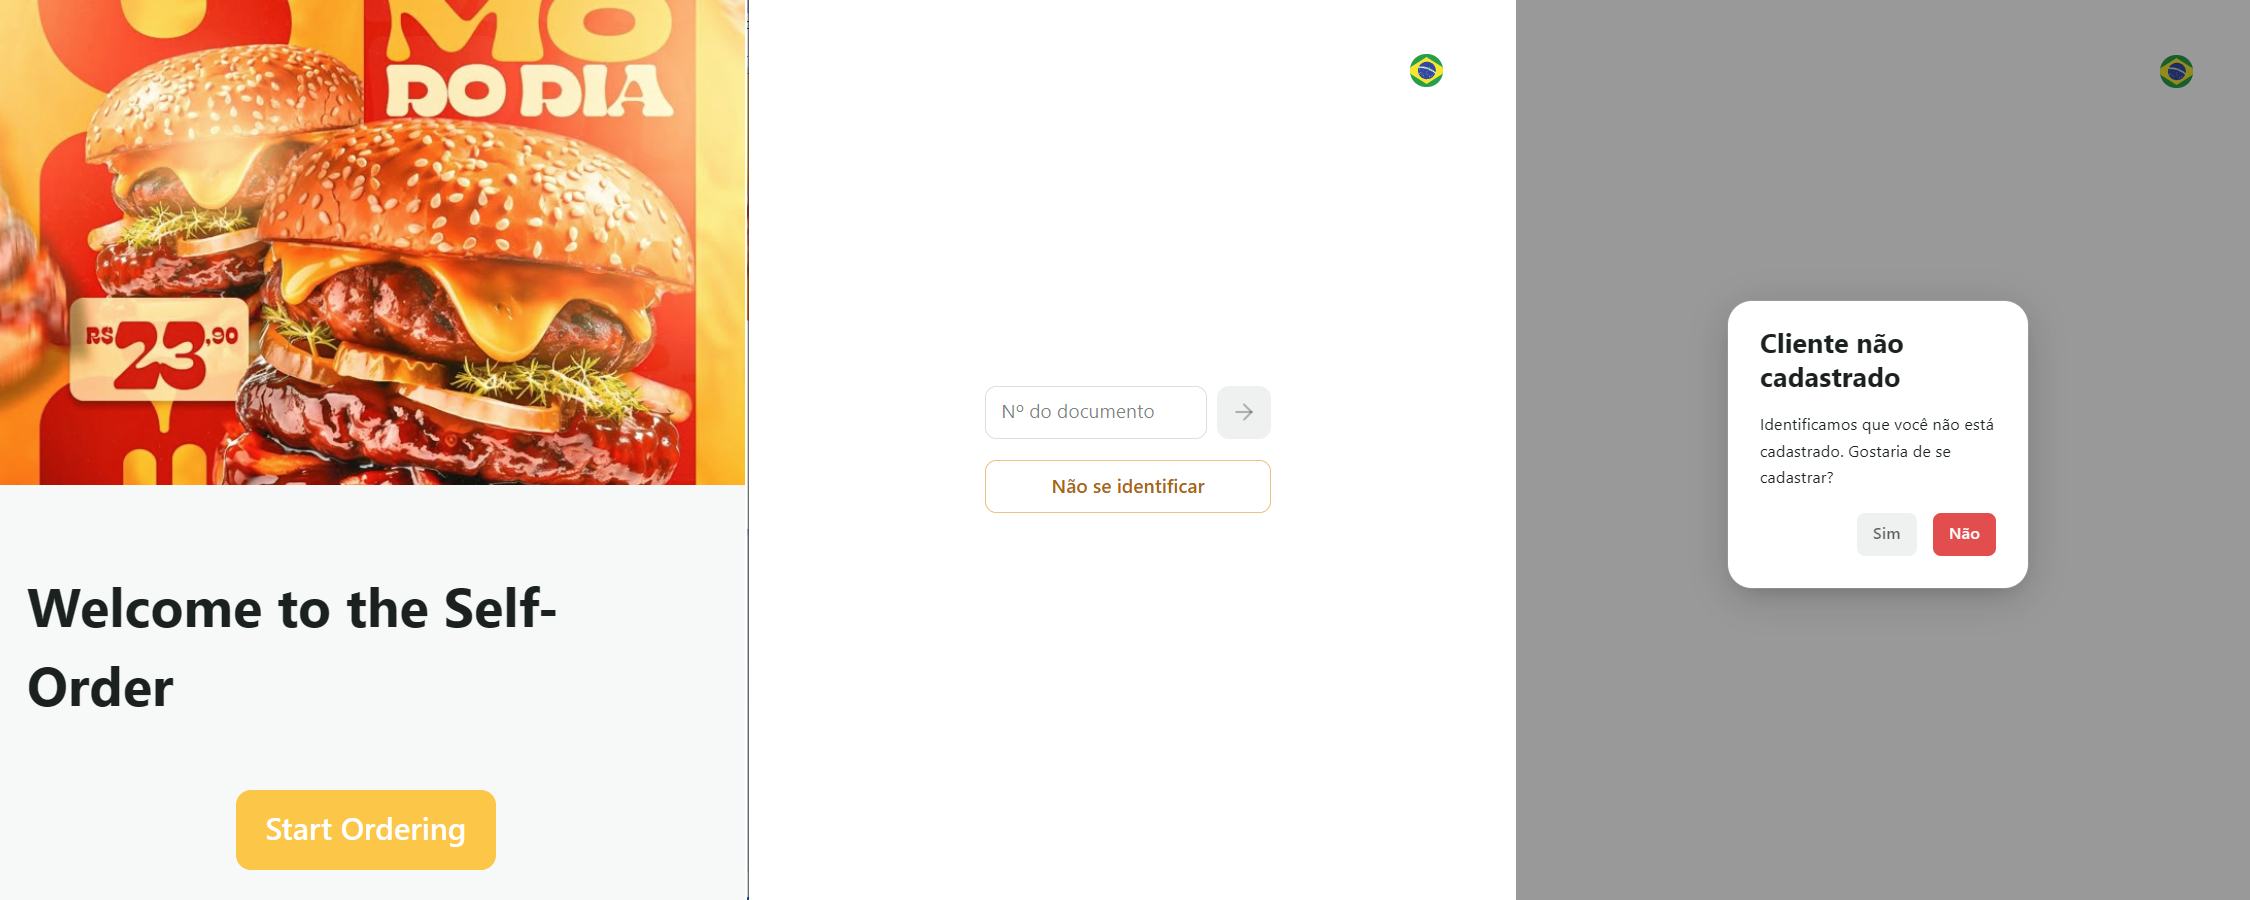 MO
DO DIA
R$23,90
Welcome to the Self-
Order
Start Ordering
Nº do documento
Não se identificar
Cliente não
cadastrado
Identificamos que você não está
cadastrado. Gostaria de se
cadastrar?
Sim
Não